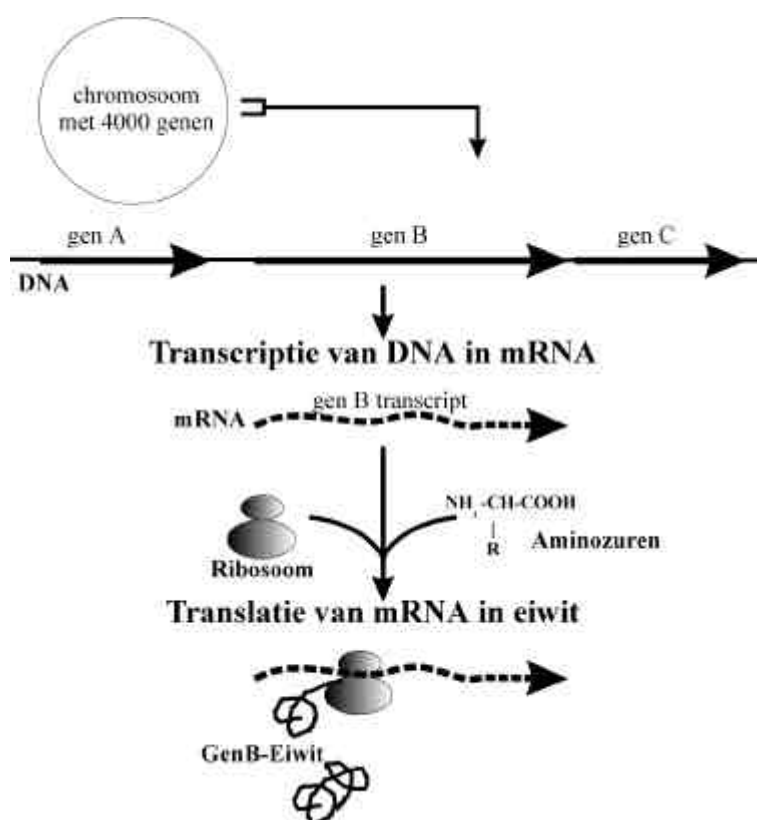 chromosoom
met 4000 genen
gen A gen B gen C
DNA
Transcriptie van DNA in mRNA
gen B transcript
mRNA
NH₂-CH-COOH
R
Aminozuren
Ribosoom
Translatie van mRNA in eiwit
GenB-Eiwit